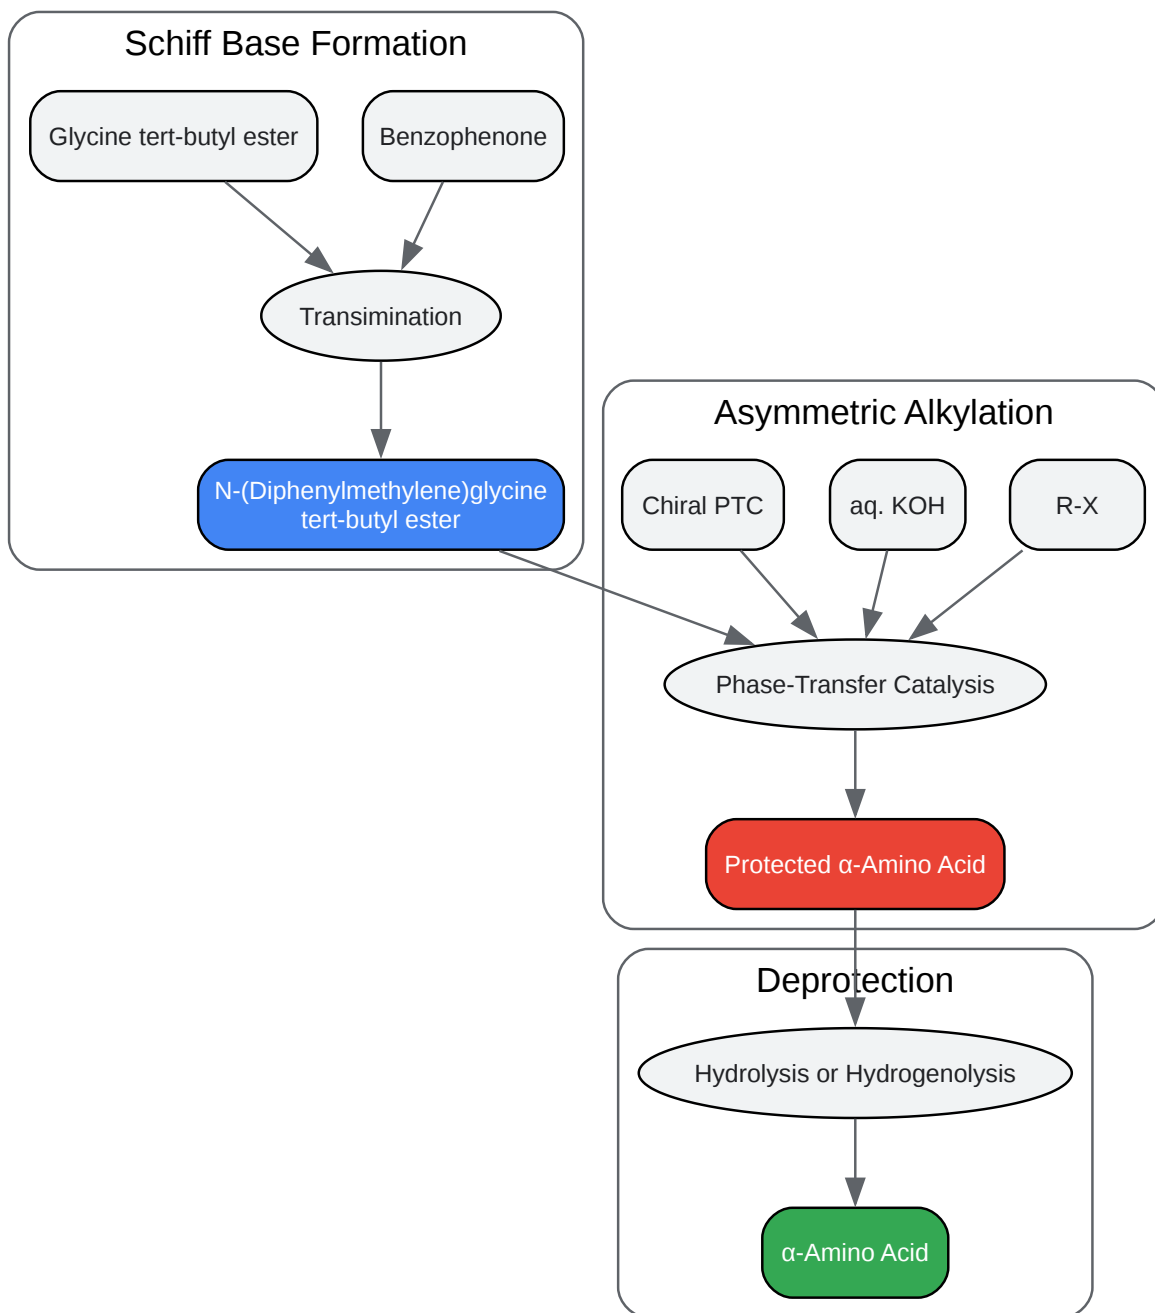 Schiff Base Formation
Glycine tert-butyl ester
Benzophenone
Transimination
N-(Diphenylmethylene)glycine
tert-butyl ester
Asymmetric Alkylation
Chiral PTC
aq. KOH
R-X
Phase-Transfer Catalysis
Protected α-Amino Acid
Deprotection
Hydrolysis or Hydrogenolysis
α-Amino Acid